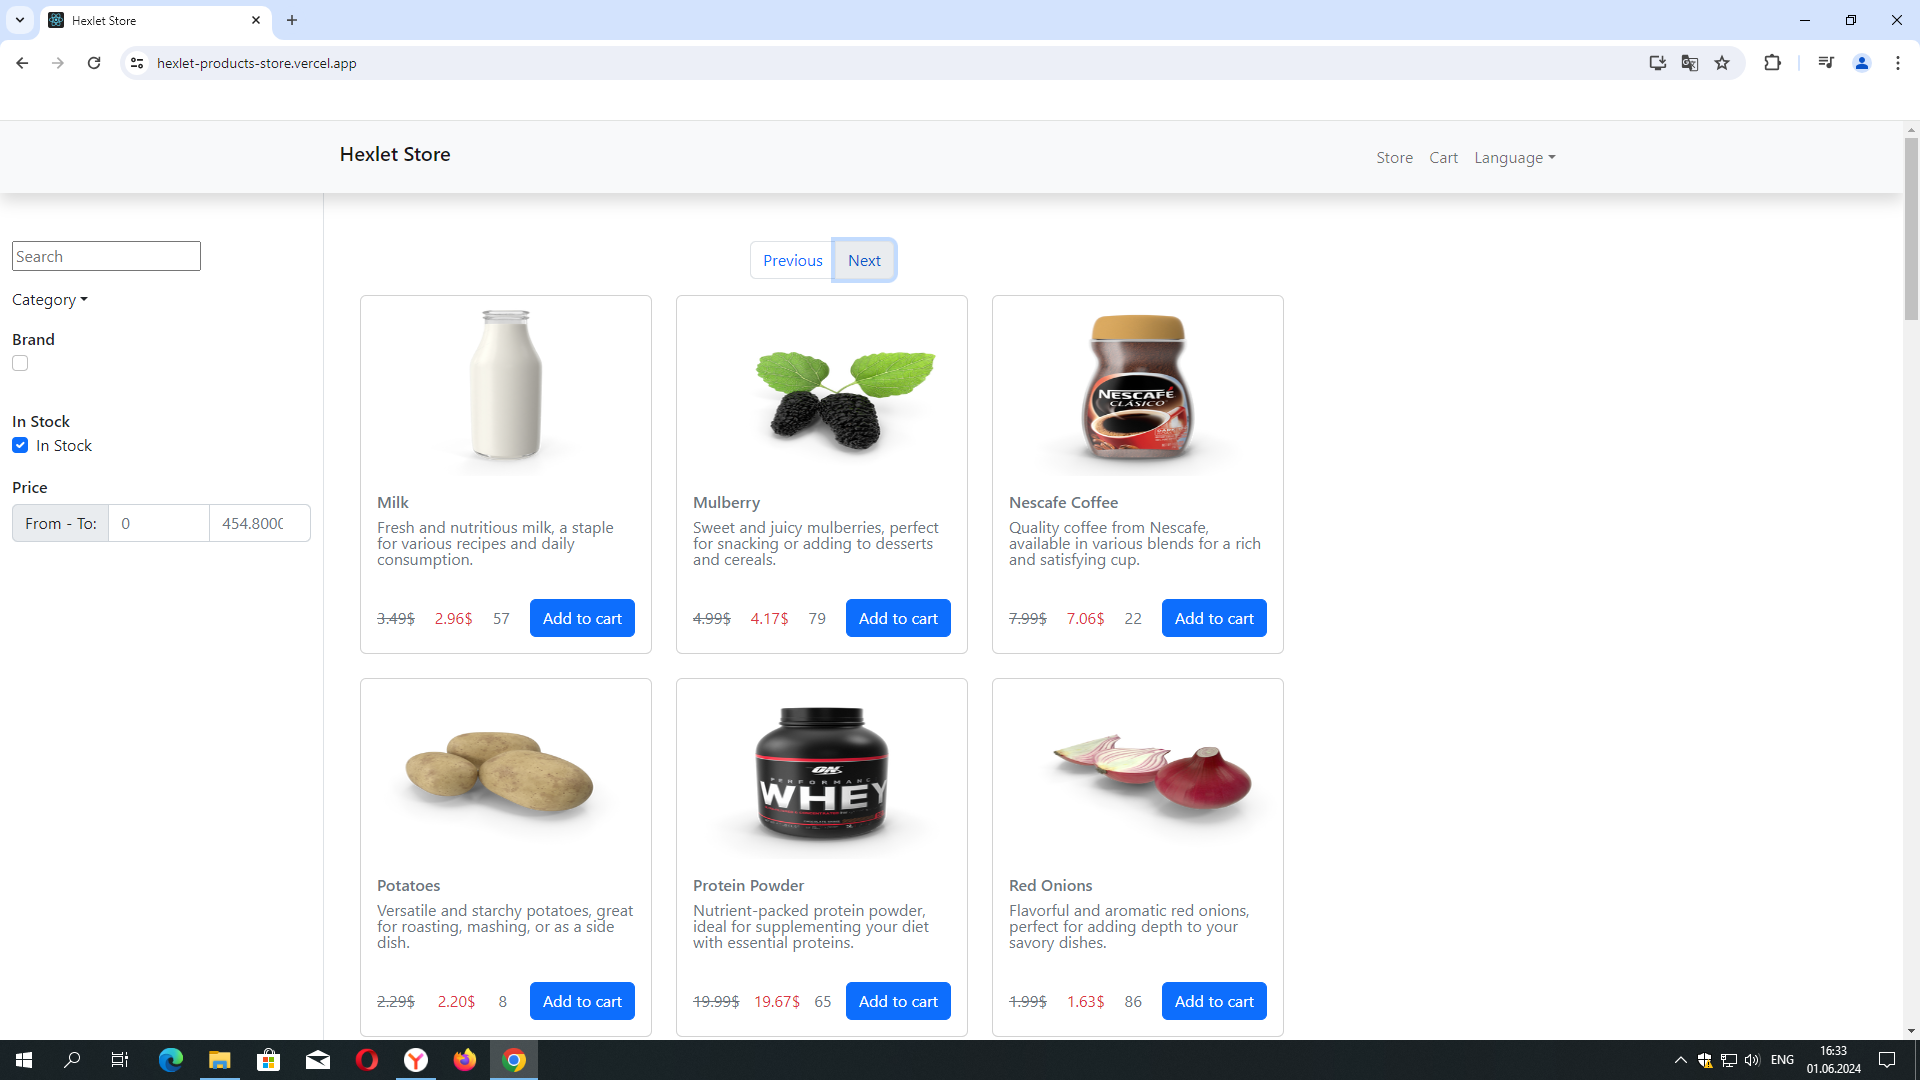 Hexlet Store
hexlet-products-store.vercel.app
Hexlet Store
Store Cart Language
Search
Category
Brand
In Stock
In Stock
Price
From - To: 0 454.800
Previous Next
NESCAFÉ
CLASICO
Milk
Fresh and nutritious milk, a staple
for various recipes and daily
consumption.
3.49$ 2.96$ 57 Add to cart
Mulberry
Sweet and juicy mulberries, perfect
for snacking or adding to desserts
and cereals.
4.99$ 4.17$ 79 Add to cart
Nescafe Coffee
Quality coffee from Nescafe,
available in various blends for a rich
and satisfying cup.
7.99$ 7.06$ 22 Add to cart
ON
PERFORMANC
WHEY
Potatoes
Versatile and starchy potatoes, great
for roasting, mashing, or as a side
dish.
2.29$ 2.20$ 8 Add to cart
Protein Powder
Nutrient-packed protein powder,
ideal for supplementing your diet
with essential proteins.
19.99$ 19.67$ 65 Add to cart
Red Onions
Flavorful and aromatic red onions,
perfect for adding depth to your
savory dishes.
1.99$ 1.63$ 86 Add to cart
ENG
16:33
01.06.2024